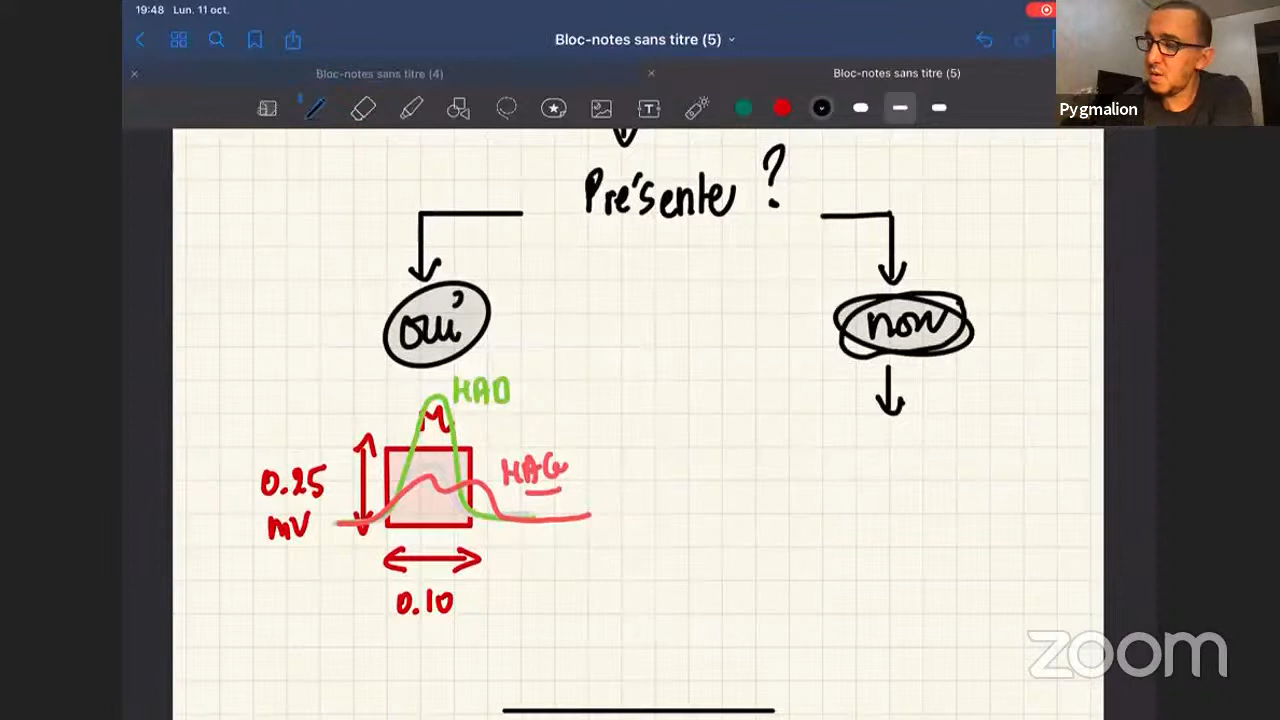 19:48 Lun. 11 oct.
Bloc-notes sans titre (5)
Bloc-notes sans titre (4)
Bloc-notes sans titre (5)
Pygmalion
Présente ?
oui
non
HAD
M
HAG
0.25
mV
0.10
zoom